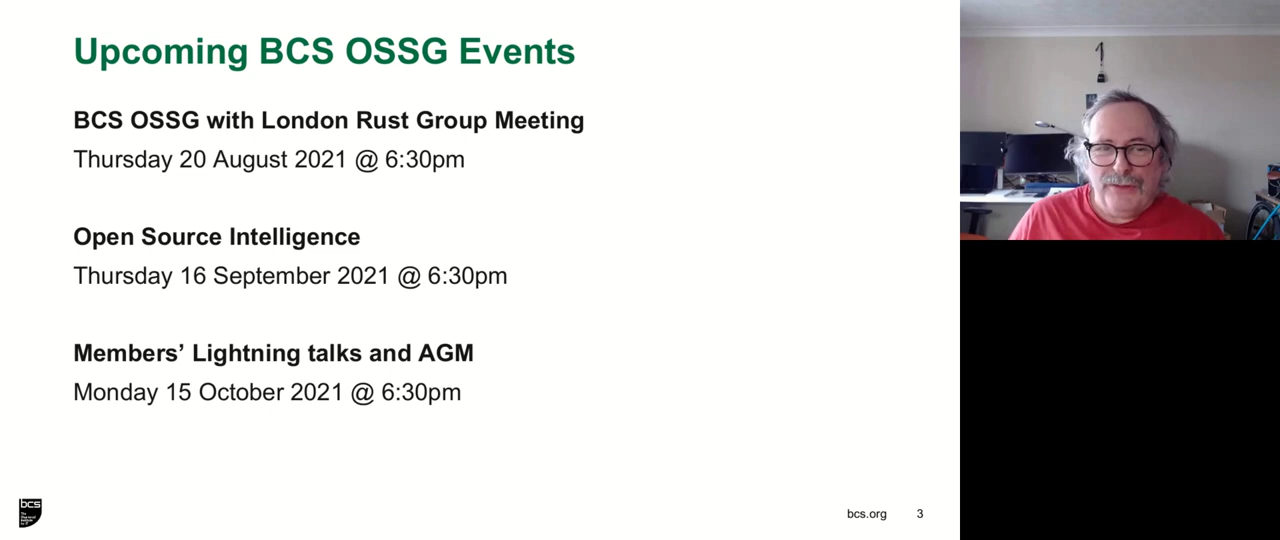 Upcoming BCS OSSG Events
BCS OSSG with London Rust Group Meeting
Thursday 20 August 2021 @ 6:30pm
Open Source Intelligence
Thursday 16 September 2021 @ 6:30pm
Members’ Lightning talks and AGM
Monday 15 October 2021 @ 6:30pm
bcs
bcs.org 3